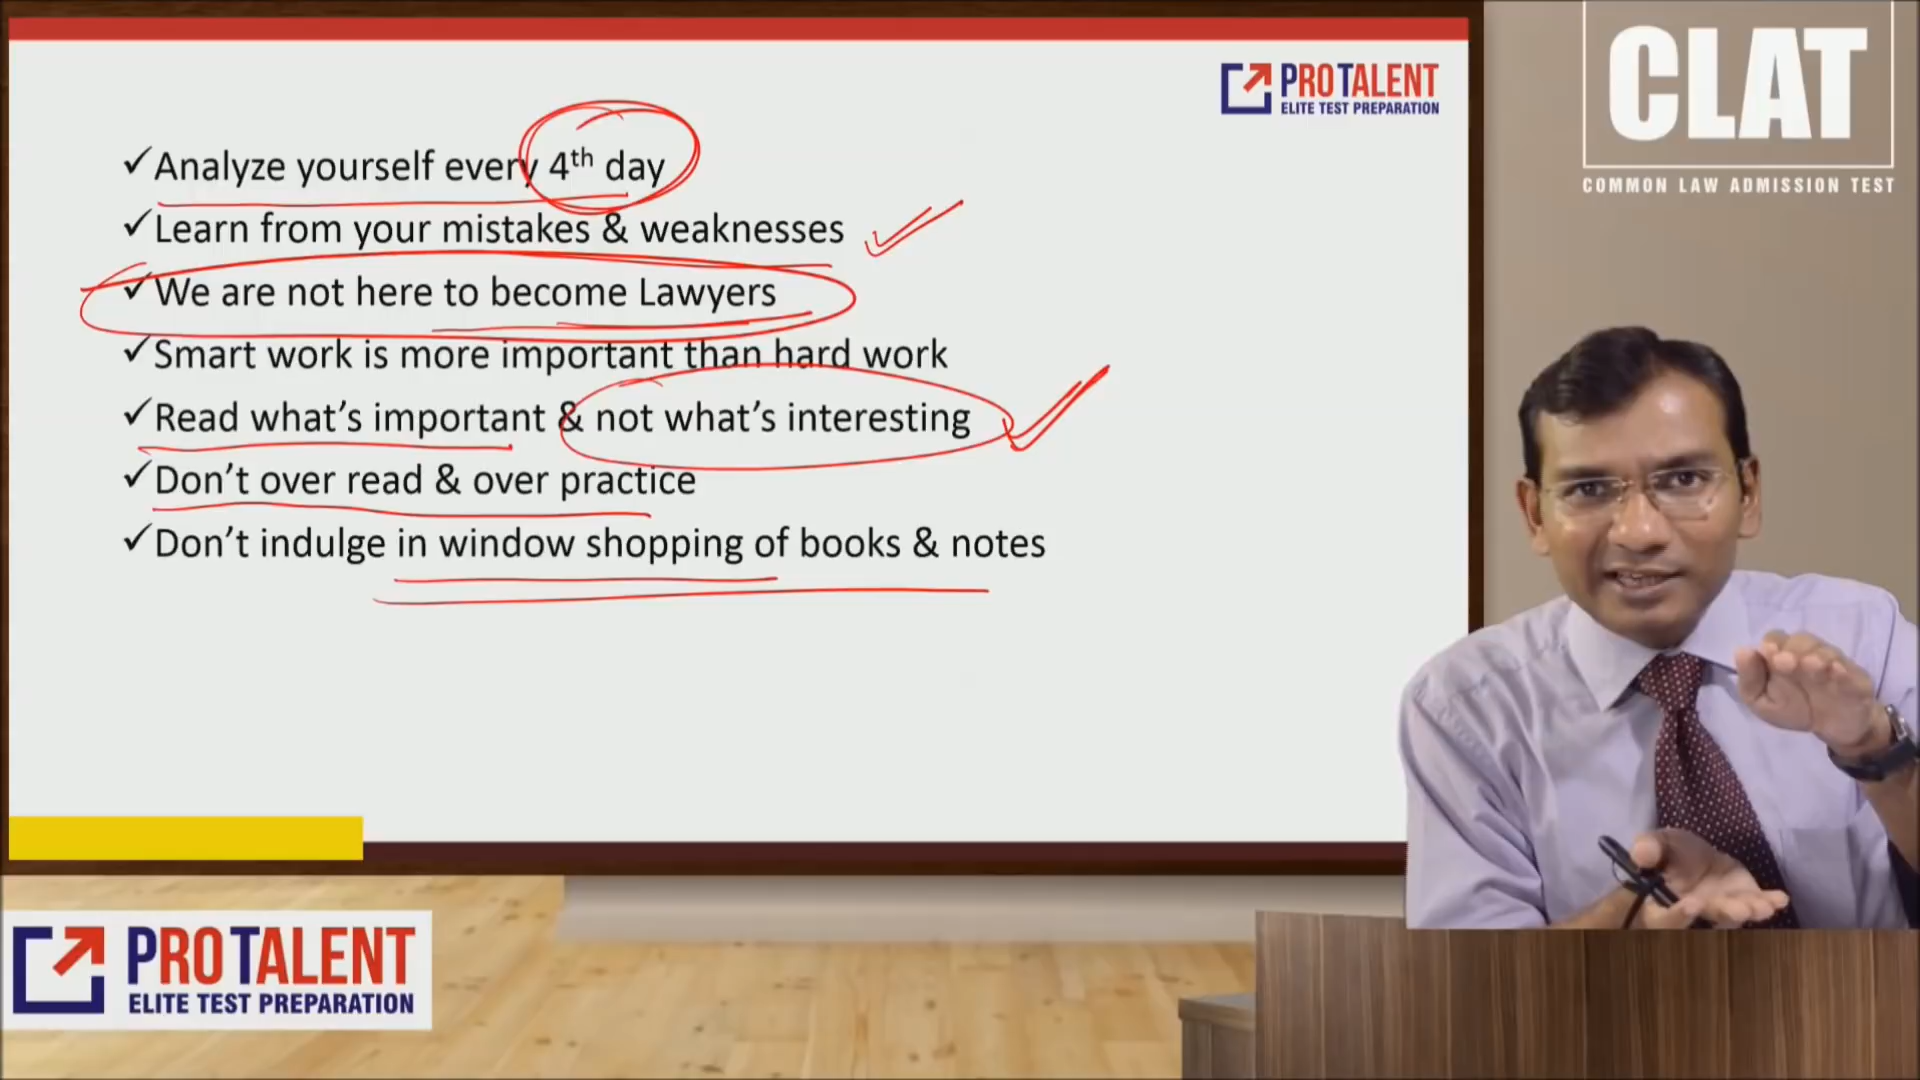 PROTALENT
ELITE TEST PREPARATION
CLAT
COMMON LAW ADMISSION TEST
✓Analyze yourself every 4th day
✓Learn from your mistakes & weaknesses
✓We are not here to become Lawyers
✓Smart work is more important than hard work
✓Read what's important & not what's interesting
✓Don't over read & over practice
✓Don't indulge in window shopping of books & notes
PROTALENT
ELITE TEST PREPARATION